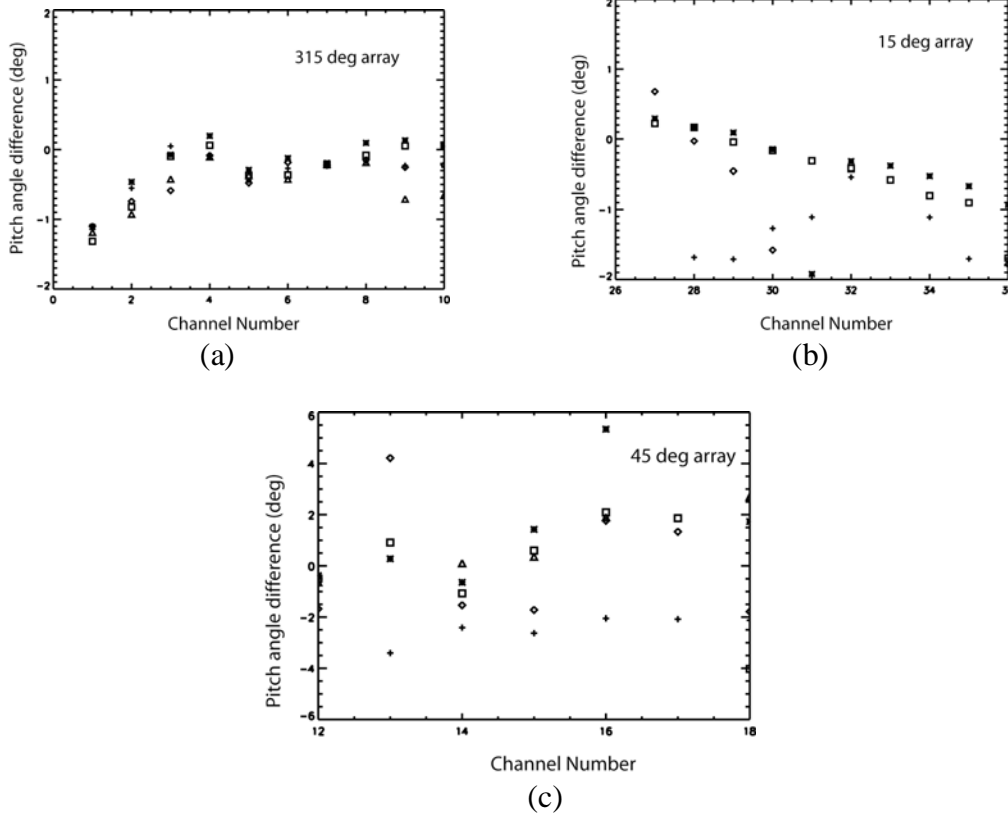 2
1
0
−1
−2
0
2
4
6
8
10
315 deg array
Pitch angle difference (deg)
Channel Number
(a)
2
1
0
−1
−2
26
28
30
32
34
15 deg array
Pitch angle difference (deg)
Channel Number
(b)
6
4
2
0
−2
−4
−6
12
14
16
18
45 deg array
Pitch angle difference (deg)
Channel Number
(c)